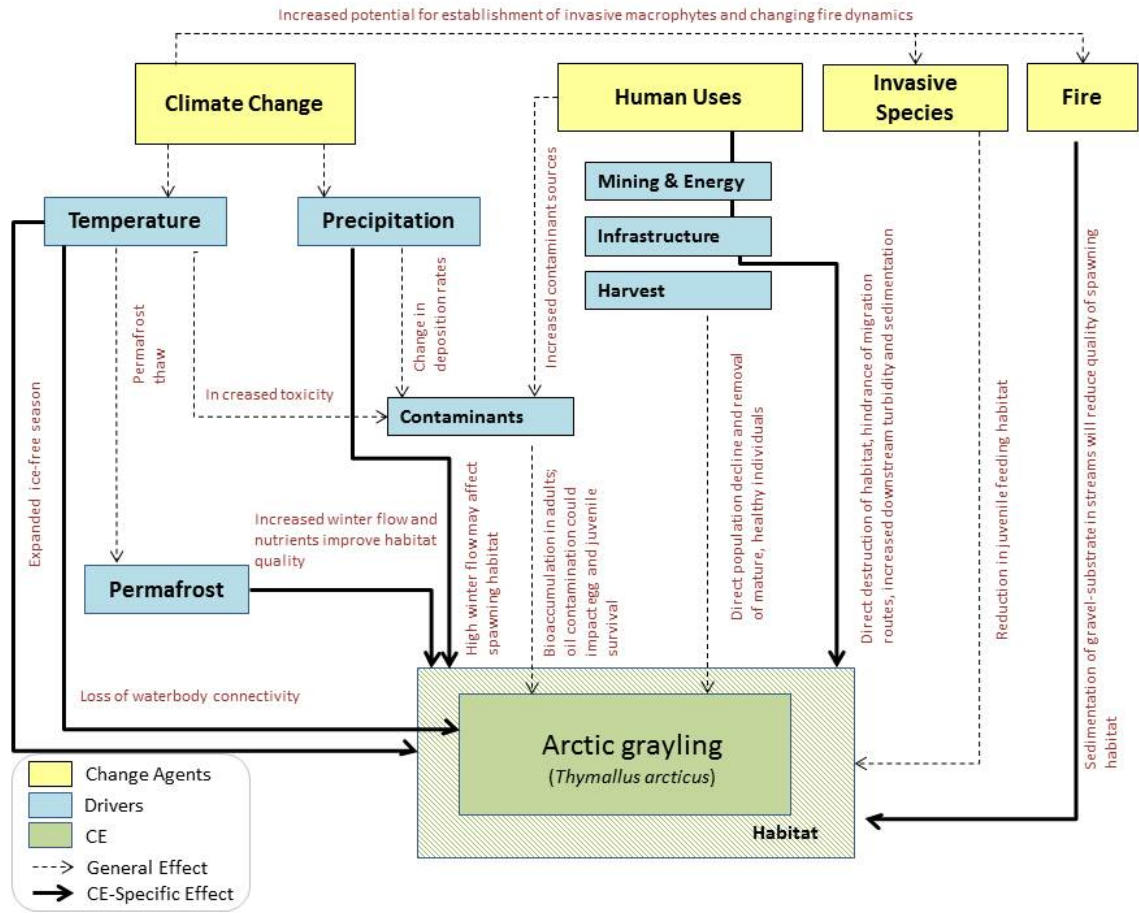 Increased potential for establishment of invasive macrophytes and changing fire dynamics
Climate Change
Human Uses
Invasive
Species
Fire
Mining & Energy
Infrastructure
Harvest
Temperature
Precipitation
Permafrost
thaw
Change in
deposition rates
Increased contaminant sources
In creased toxicity
Contaminants
Expanded ice-free season
Increased winter flow and
nutrients improve habitat
quality
Permafrost
High winter flow may affect
spawning habitat
Bioaccumulation in adults;
oil contamination could
impact egg and juvenile
survival
Direct population decline and removal
of mature, healthy individuals
Direct destruction of habitat, hindrance of migration
routes, increased downstream turbidity and sedimentation
Reduction in juvenile feeding habitat
Sedimentation of gravel-substrate in streams will reduce quality of spawning
habitat
Loss of waterbody connectivity
Arctic grayling
(Thymallus arcticus)
Habitat
Change Agents
Drivers
CE
General Effect
CE-Specific Effect